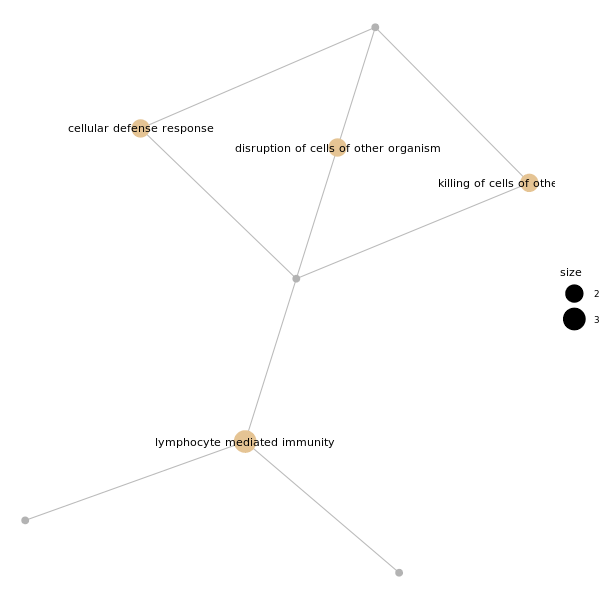 cellular defense response
disruption of cells of other organism
killing of cells of othe
size
2
3
lymphocyte mediated immunity